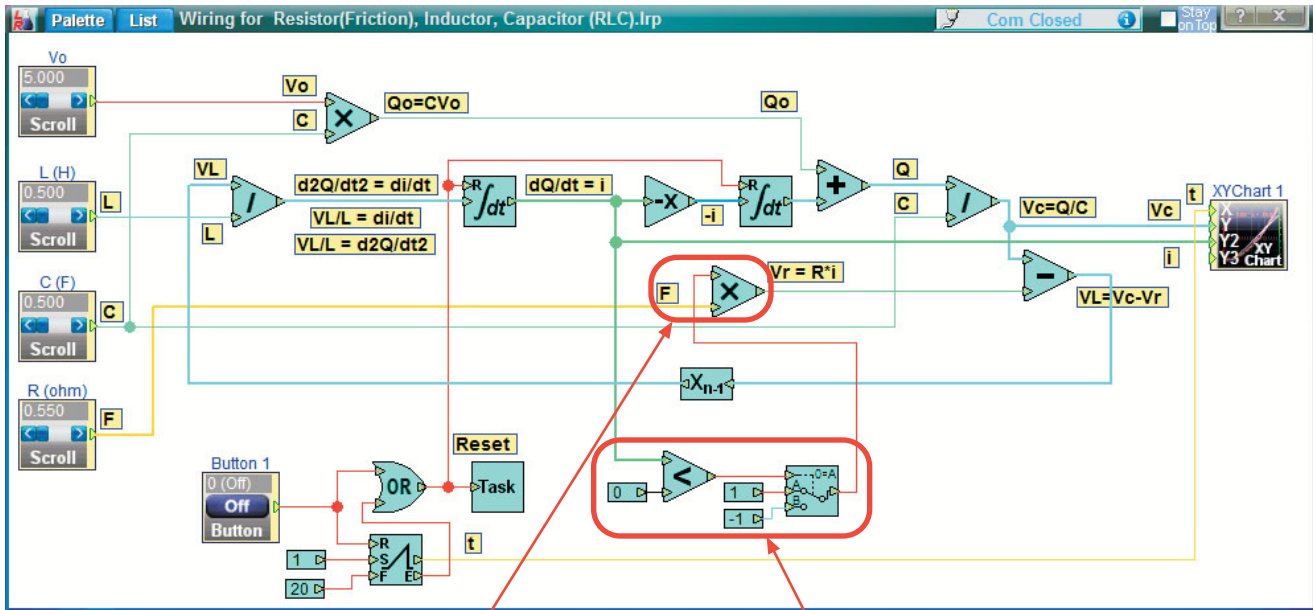 Palette List Wiring for Resistor(Friction), Inductor, Capacitor (RLC).lrp Com Closed i Stay on Top ? X
Vo
5.000
Scroll
L (H)
0.500
Scroll
C (F)
0.500
Scroll
R (ohm)
0.550
Scroll
L
C
F
Vo
C
×
Qo=CVo
Qo
VL
L
/
d2Q/dt2 = di/dt
VL/L = di/dt
VL/L = d2Q/dt2
R
∫dt
dQ/dt = i
-X
-i
R
∫dt
+
Q
C
/
Vc=Q/C
Vc
t
i
XYChart 1
X
Y
Y2 XY
Y3 Chart
F
×
Vr = R*i
−
VL=Vc-Vr
Xn-1
Button 1
0 (Off)
Off
Button
OR
Reset
Task
1
20
R
S
F E
t
0
<
1
-1
0=A
A
B